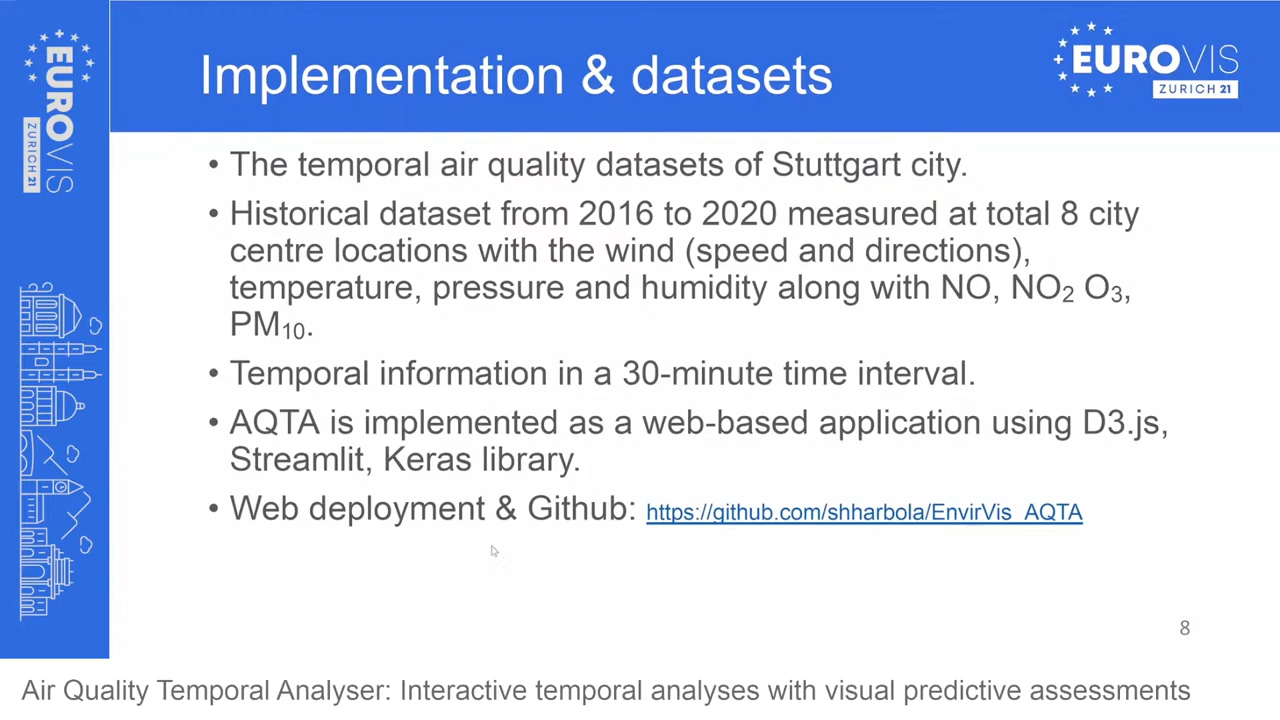 EUROVIS
ZURICH 21
Implementation & datasets
EUROVIS
ZURICH 21
• The temporal air quality datasets of Stuttgart city.
• Historical dataset from 2016 to 2020 measured at total 8 city
centre locations with the wind (speed and directions),
temperature, pressure and humidity along with NO, NO₂ O₃,
PM₁₀.
• Temporal information in a 30-minute time interval.
• AQTA is implemented as a web-based application using D3.js,
Streamlit, Keras library.
• Web deployment & Github: https://github.com/shharbola/EnvirVis_AQTA
8
Air Quality Temporal Analyser: Interactive temporal analyses with visual predictive assessments